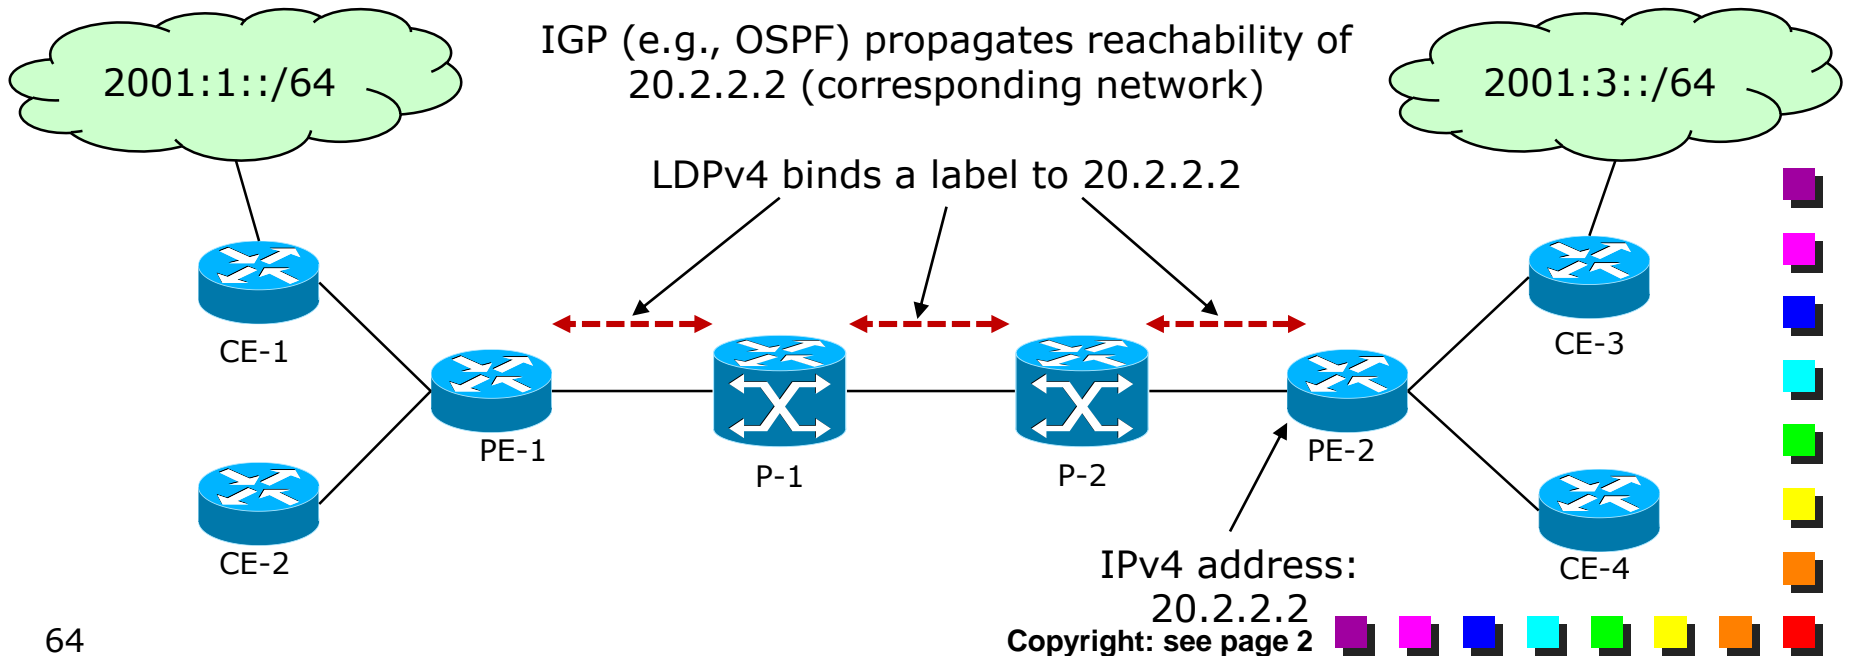 IGP (e.g., OSPF) propagates reachability of
20.2.2.2 (corresponding network)
2001:1::/64
2001:3::/64
LDPv4 binds a label to 20.2.2.2
CE-1
CE-3
PE-1
P-1
P-2
PE-2
CE-2
CE-4
IPv4 address:
20.2.2.2
Copyright: see page 2
64